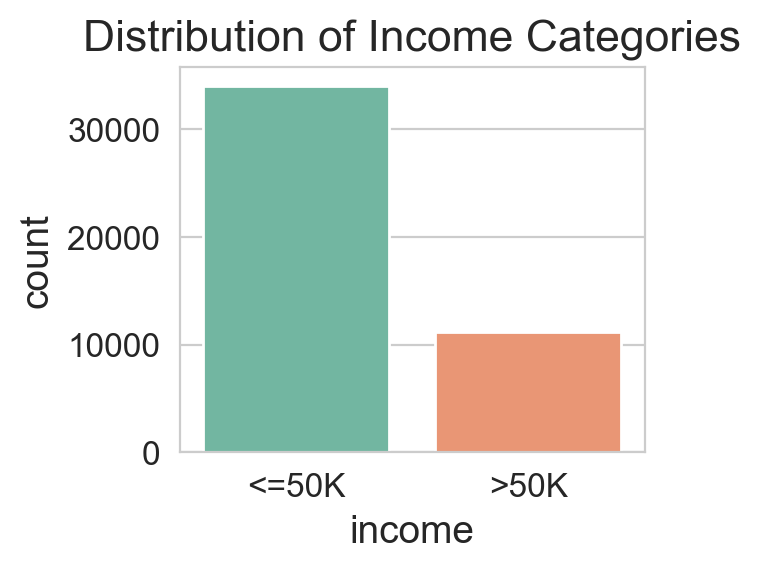 Distribution of Income Categories
30000
20000
10000
0
count
<=50K >50K
income